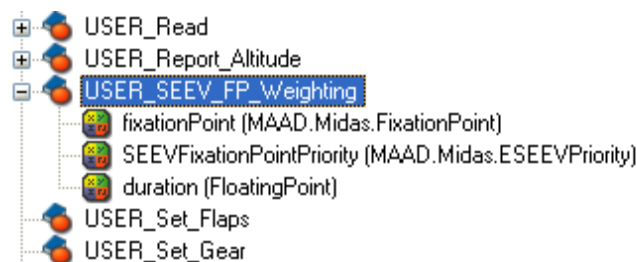 USER_Read
USER_Report_Altitude
USER_SEEV_FP_Weighting
fixationPoint (MAAD.Midas.FixationPoint)
SEEVFixationPointPriority (MAAD.Midas.ESEEVPriority)
duration (FloatingPoint)
USER_Set_Flaps
USER_Set_Gear